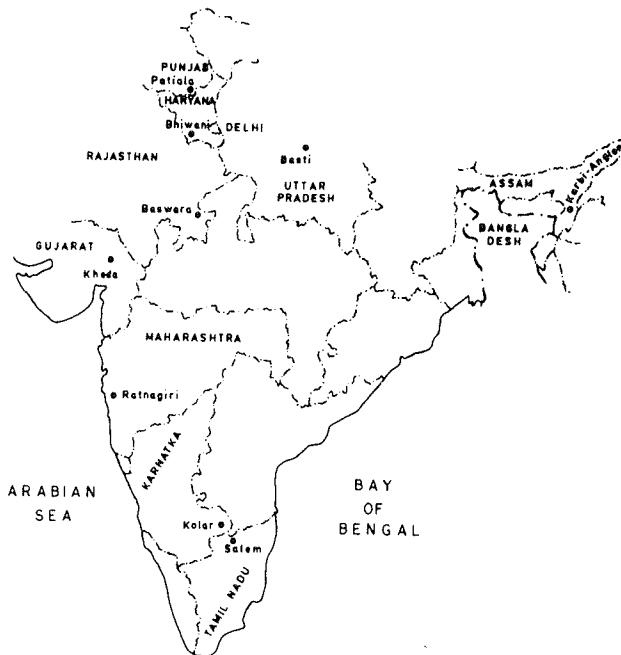 PUNJAB
Patiala
HARYANA
Bhiwani
DELHI
RAJASTHAN
Basti
UTTAR
PRADESH
ASSAM
Karbi-Anglon
Baswara
BANGLA
DESH
GUJARAT
Kheda
MAHARASHTRA
Ratnagiri
KARNATKA
ARABIAN
SEA
BAY
OF
BENGAL
Kolar
Salem
TAMIL NADU